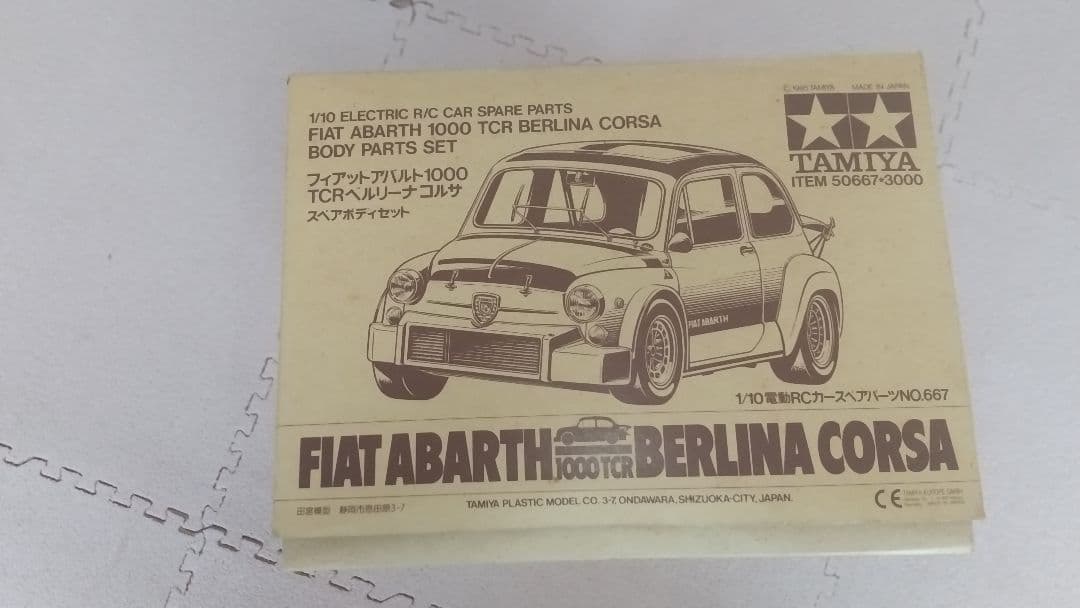 1/10 ELECTRIC R/C CAR SPARE PARTS
FIAT ABARTH 1000 TCR BERLINA CORSA
BODY PARTS SET
フィアットアバルト1000
TCRベルリーナ コルサ
スペアボディセット
TAMIYA MADE IN JAPAN
TAMIYA
ITEM 50667*3000
FIAT ABARTH
1/10電動RCカースペアパーツNO.667
FIAT ABARTH 1000 TCR BERLINA CORSA
田宮模型 静岡市恩田原3-7
TAMIYA PLASTIC MODEL CO. 3-7, ONDAWARA, SHIZUOKA-CITY, JAPAN.
CE TAMIYA EUROPE GMBH